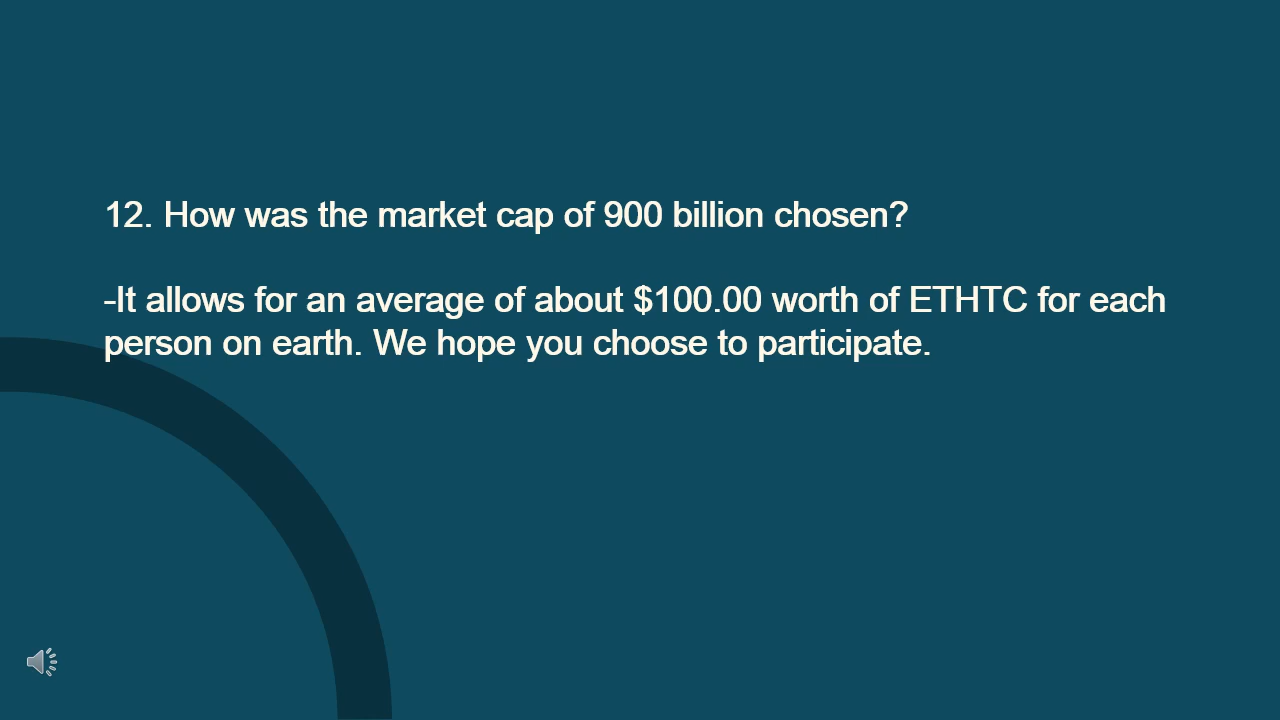 12. How was the market cap of 900 billion chosen?
-It allows for an average of about $100.00 worth of ETHTC for each
person on earth. We hope you choose to participate.